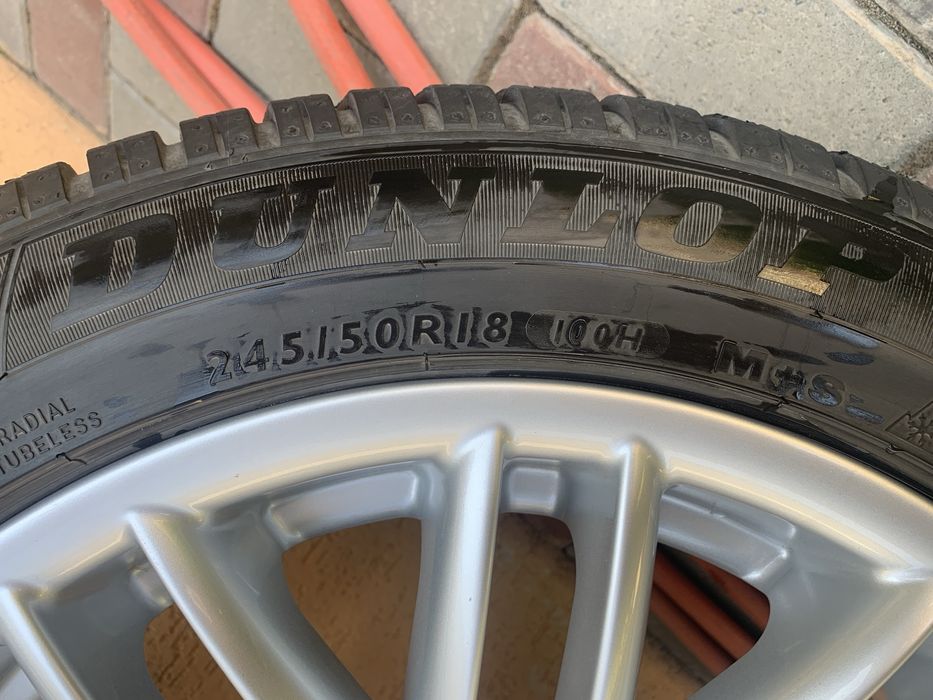 DUNLOP
245/50R18 100H M+S
RADIAL
TUBELESS